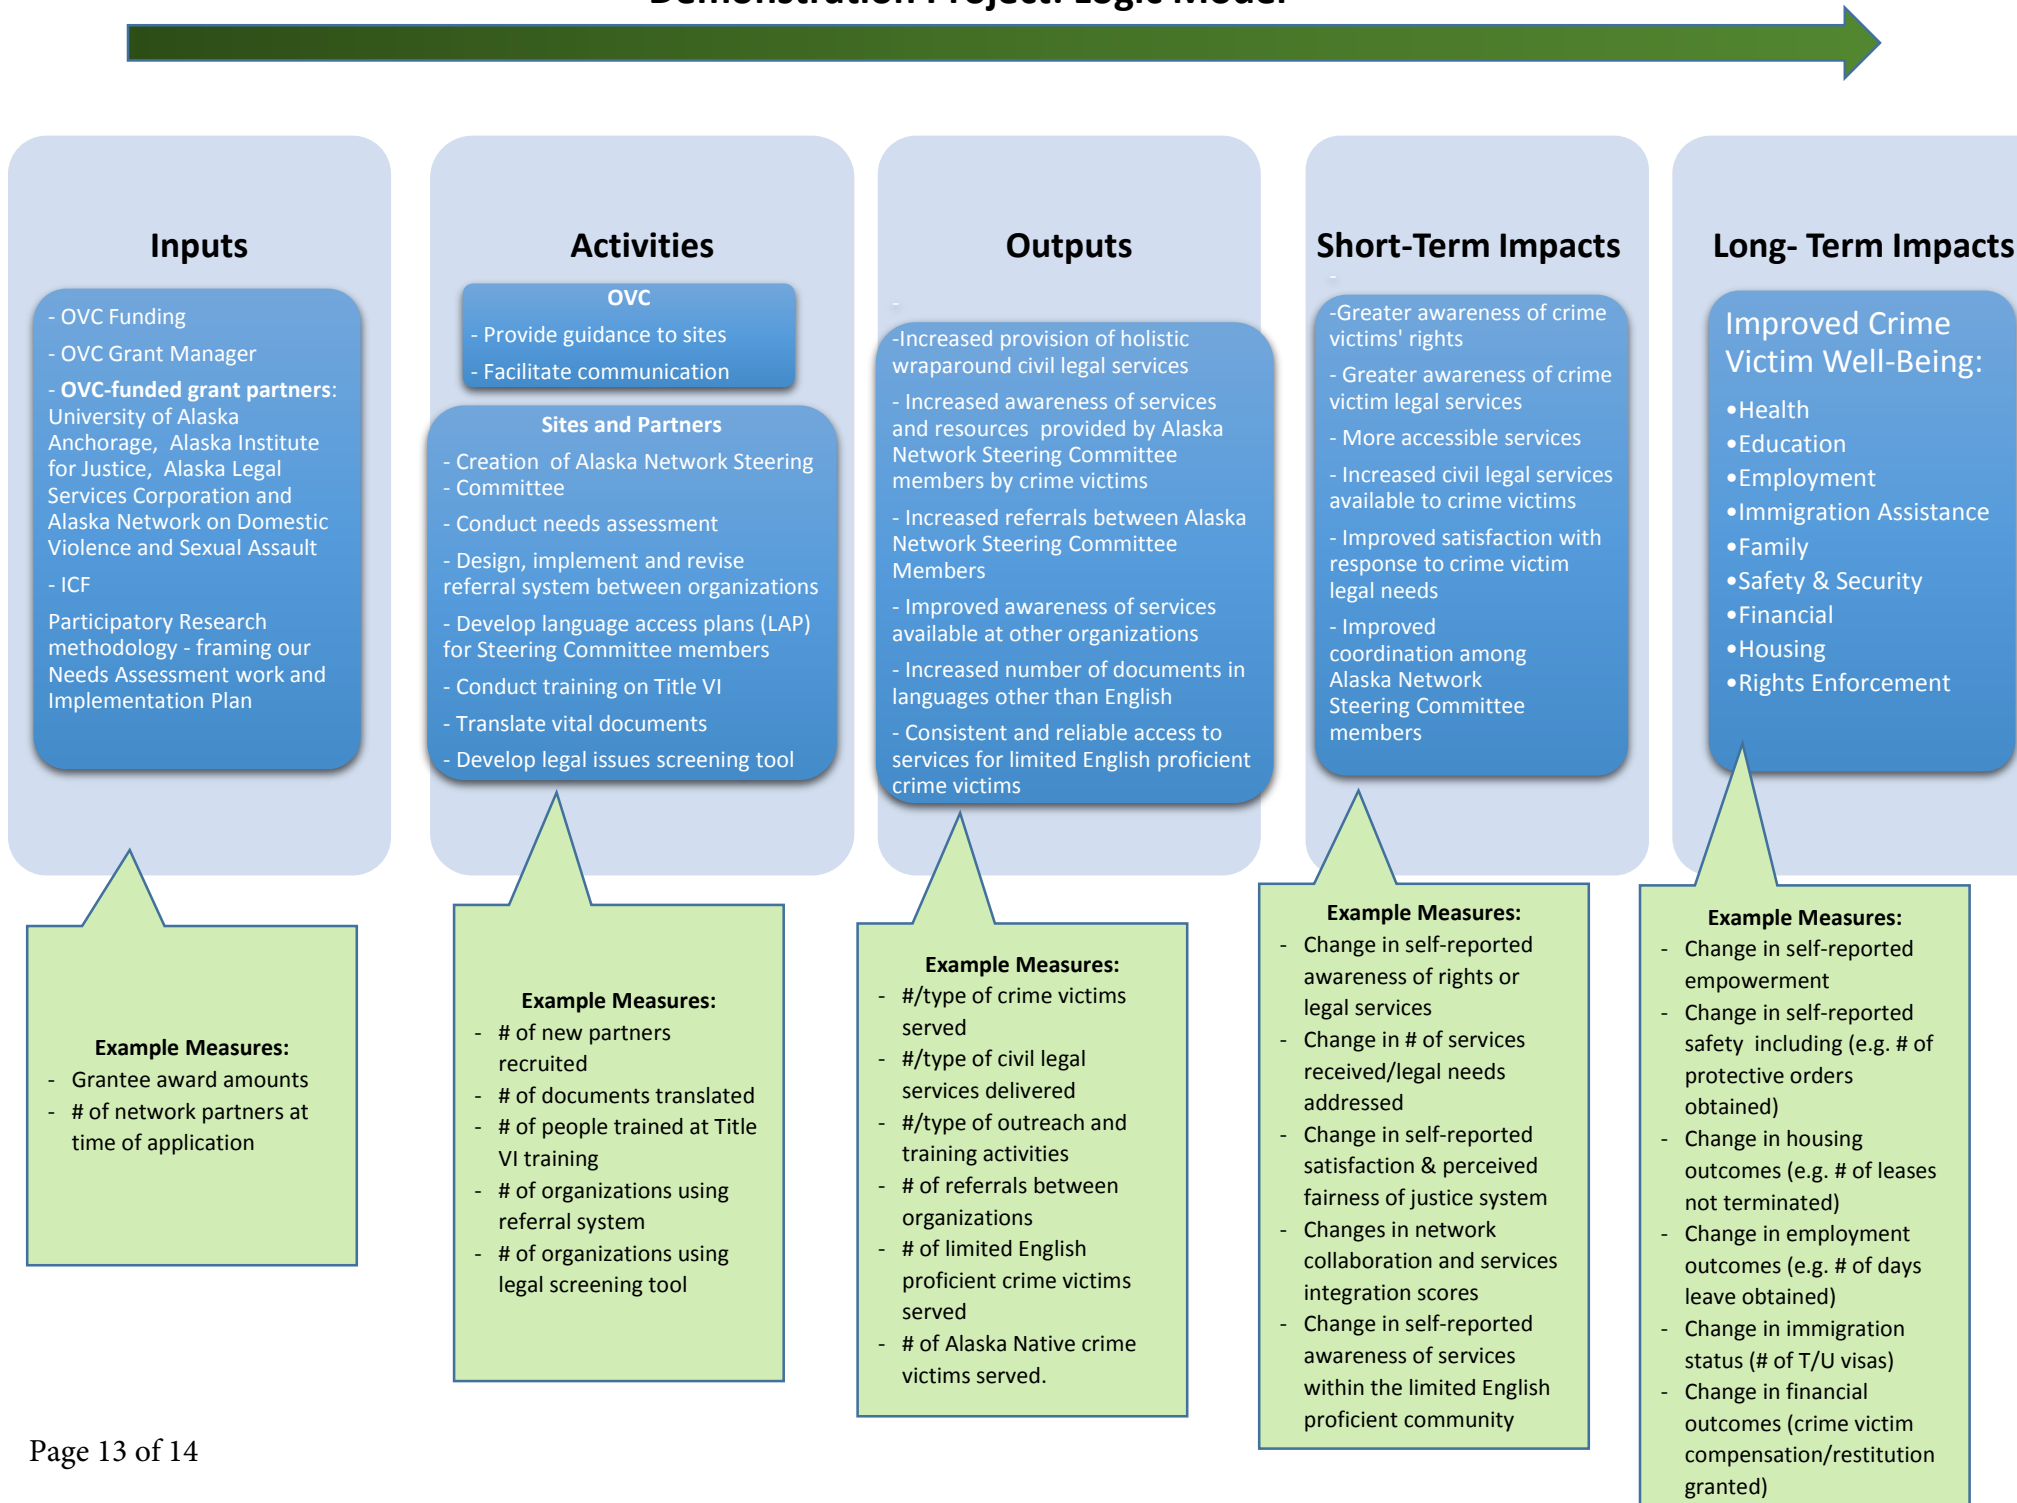 Demonstration Project: Logic Model
Inputs
- OVC Funding
- OVC Grant Manager
- OVC-funded grant partners:
University of Alaska
Anchorage, Alaska Institute
for Justice, Alaska Legal
Services Corporation and
Alaska Network on Domestic
Violence and Sexual Assault
- ICF
Participatory Research
methodology - framing our
Needs Assessment work and
Implementation Plan
Example Measures:
- Grantee award amounts
- # of network partners at
time of application
Activities
OVC
- Provide guidance to sites
- Facilitate communication
Sites and Partners
- Creation of Alaska Network Steering
- Committee
- Conduct needs assessment
- Design, implement and revise
referral system between organizations
- Develop language access plans (LAP)
for Steering Committee members
- Conduct training on Title VI
- Translate vital documents
- Develop legal issues screening tool
Example Measures:
- # of new partners
recruited
- # of documents translated
- # of people trained at Title
VI training
- # of organizations using
referral system
- # of organizations using
legal screening tool
Outputs
-
-Increased provision of holistic
wraparound civil legal services
- Increased awareness of services
and resources provided by Alaska
Network Steering Committee
members by crime victims
- Increased referrals between Alaska
Network Steering Committee
Members
- Improved awareness of services
available at other organizations
- Increased number of documents in
languages other than English
- Consistent and reliable access to
services for limited English proficient
crime victims
Example Measures:
- #/type of crime victims
served
- #/type of civil legal
services delivered
- #/type of outreach and
training activities
- # of referrals between
organizations
- # of limited English
proficient crime victims
served
- # of Alaska Native crime
victims served.
Short-Term Impacts
-
-Greater awareness of crime
victims' rights
- Greater awareness of crime
victim legal services
- More accessible services
- Increased civil legal services
available to crime victims
- Improved satisfaction with
response to crime victim
legal needs
- Improved
coordination among
Alaska Network
Steering Committee
members
Example Measures:
- Change in self-reported
awareness of rights or
legal services
- Change in # of services
received/legal needs
addressed
- Change in self-reported
satisfaction & perceived
fairness of justice system
- Changes in network
collaboration and services
integration scores
- Change in self-reported
awareness of services
within the limited English
proficient community
Long- Term Impacts
Improved Crime
Victim Well-Being:
•Health
•Education
•Employment
•Immigration Assistance
•Family
•Safety & Security
•Financial
•Housing
•Rights Enforcement
Example Measures:
- Change in self-reported
empowerment
- Change in self-reported
safety including (e.g. # of
protective orders
obtained)
- Change in housing
outcomes (e.g. # of leases
not terminated)
- Change in employment
outcomes (e.g. # of days
leave obtained)
- Change in immigration
status (# of T/U visas)
- Change in financial
outcomes (crime victim
compensation/restitution
granted)
Page 13 of 14